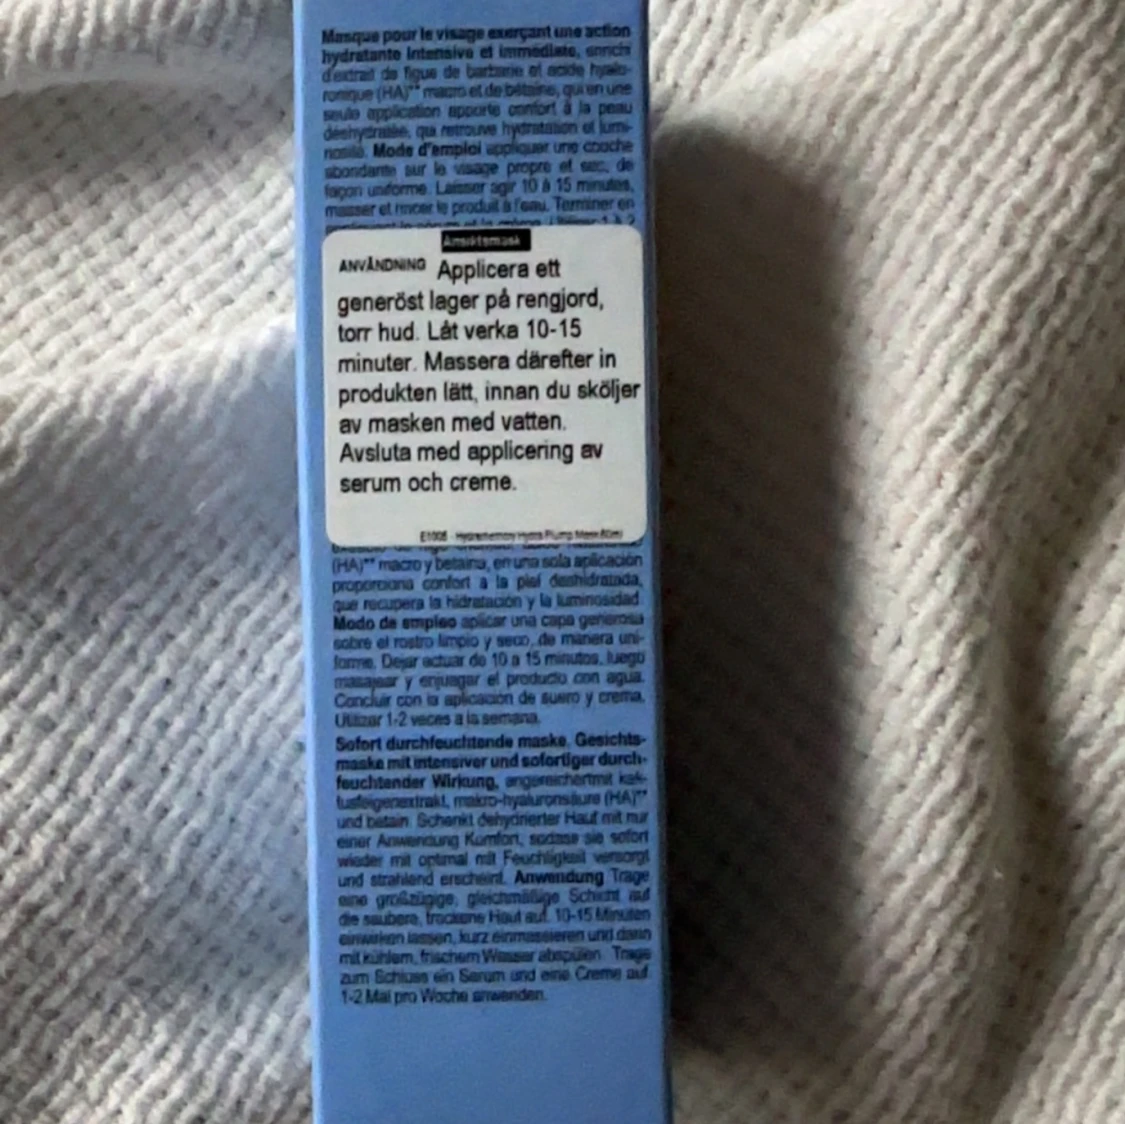 Masque pour le visage exerçant une action
hydratante intensive et immédiate, enrichi
d'extrait de figue de barbarie et acide hyalu-
ronique (HA)** macro et de bétaïne, qui en une
seule application apporte confort à la peau
déshydratée, qui retrouve hydratation et lumi-
nosité. Mode d'emploi appliquer une couche
abondante sur le visage propre et sec, de
façon uniforme. Laisser agir 10 à 15 minutes,
masser et rincer le produit à l'eau. Terminer en
Ansiktsmask
ANVÄNDNING Applicera ett
generöst lager på rengjord,
torr hud. Låt verka 10-15
minuter. Massera därefter in
produkten lätt, innan du sköljer
av masken med vatten.
Avsluta med applicering av
serum och creme.
Hydra Plump Mask 60ml
(HA)** macro y betaína, en una sola aplicación
proporciona confort a la piel deshidratada,
que recupera la hidratación y la luminosidad.
Modo de empleo aplicar una capa generosa
sobre el rostro limpio y seco, de manera uni-
forme. Dejar actuar de 10 a 15 minutos, luego
masajear y enjuagar el producto con agua.
Concluir con la aplicación de suero y crema.
Utilizar 1-2 veces a la semana.
Sofort durchfeuchtende maske. Gesichts-
maske mit intensiver und sofortiger durch-
feuchtender Wirkung, angereichertmit kak-
tusfeigenextrakt, makro-hyaluronsäure (HA)**
und betain. Schenkt dehydrierter Haut mit nur
einer Anwendung Komfort, sodass sie sofort
wieder mit optimal mit Feuchtigkeit versorgt
und strahlend erscheint. Anwendung Trage
eine großzügige, gleichmäßige Schicht auf
die saubere, trockene Haut auf. 10-15 Minuten
einwirken lassen, kurz einmassieren und dann
mit kühlem, frischem Wasser abspülen. Trage
zum Schluss ein Serum und eine Creme auf.
1-2 Mal pro Woche anwenden.